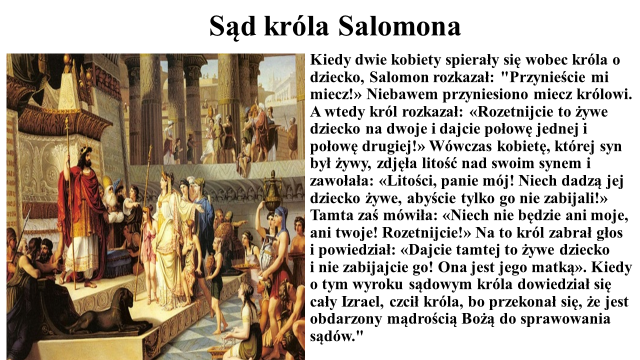 Sąd króla Salomona
Kiedy dwie kobiety spierały się wobec króla o
dziecko, Salomon rozkazał: "Przynieście mi
miecz!» Niebawem przyniesiono miecz królowi.
A wtedy król rozkazał: «Rozetnijcie to żywe
dziecko na dwoje i dajcie połowę jednej i
połowę drugiej!» Wówczas kobietę, której syn
był żywy, zdjęła litość nad swoim synem i
zawołała: «Litości, panie mój! Niech dadzą jej
dziecko żywe, abyście tylko go nie zabijali!»
Tamta zaś mówiła: «Niech nie będzie ani moje,
ani twoje! Rozetnijcie!» Na to król zabrał głos
i powiedział: «Dajcie tamtej to żywe dziecko
i nie zabijajcie go! Ona jest jego matką». Kiedy
o tym wyroku sądowym króla dowiedział się
cały Izrael, czcił króla, bo przekonał się, że jest
obdarzony mądrością Bożą do sprawowania
sądów."